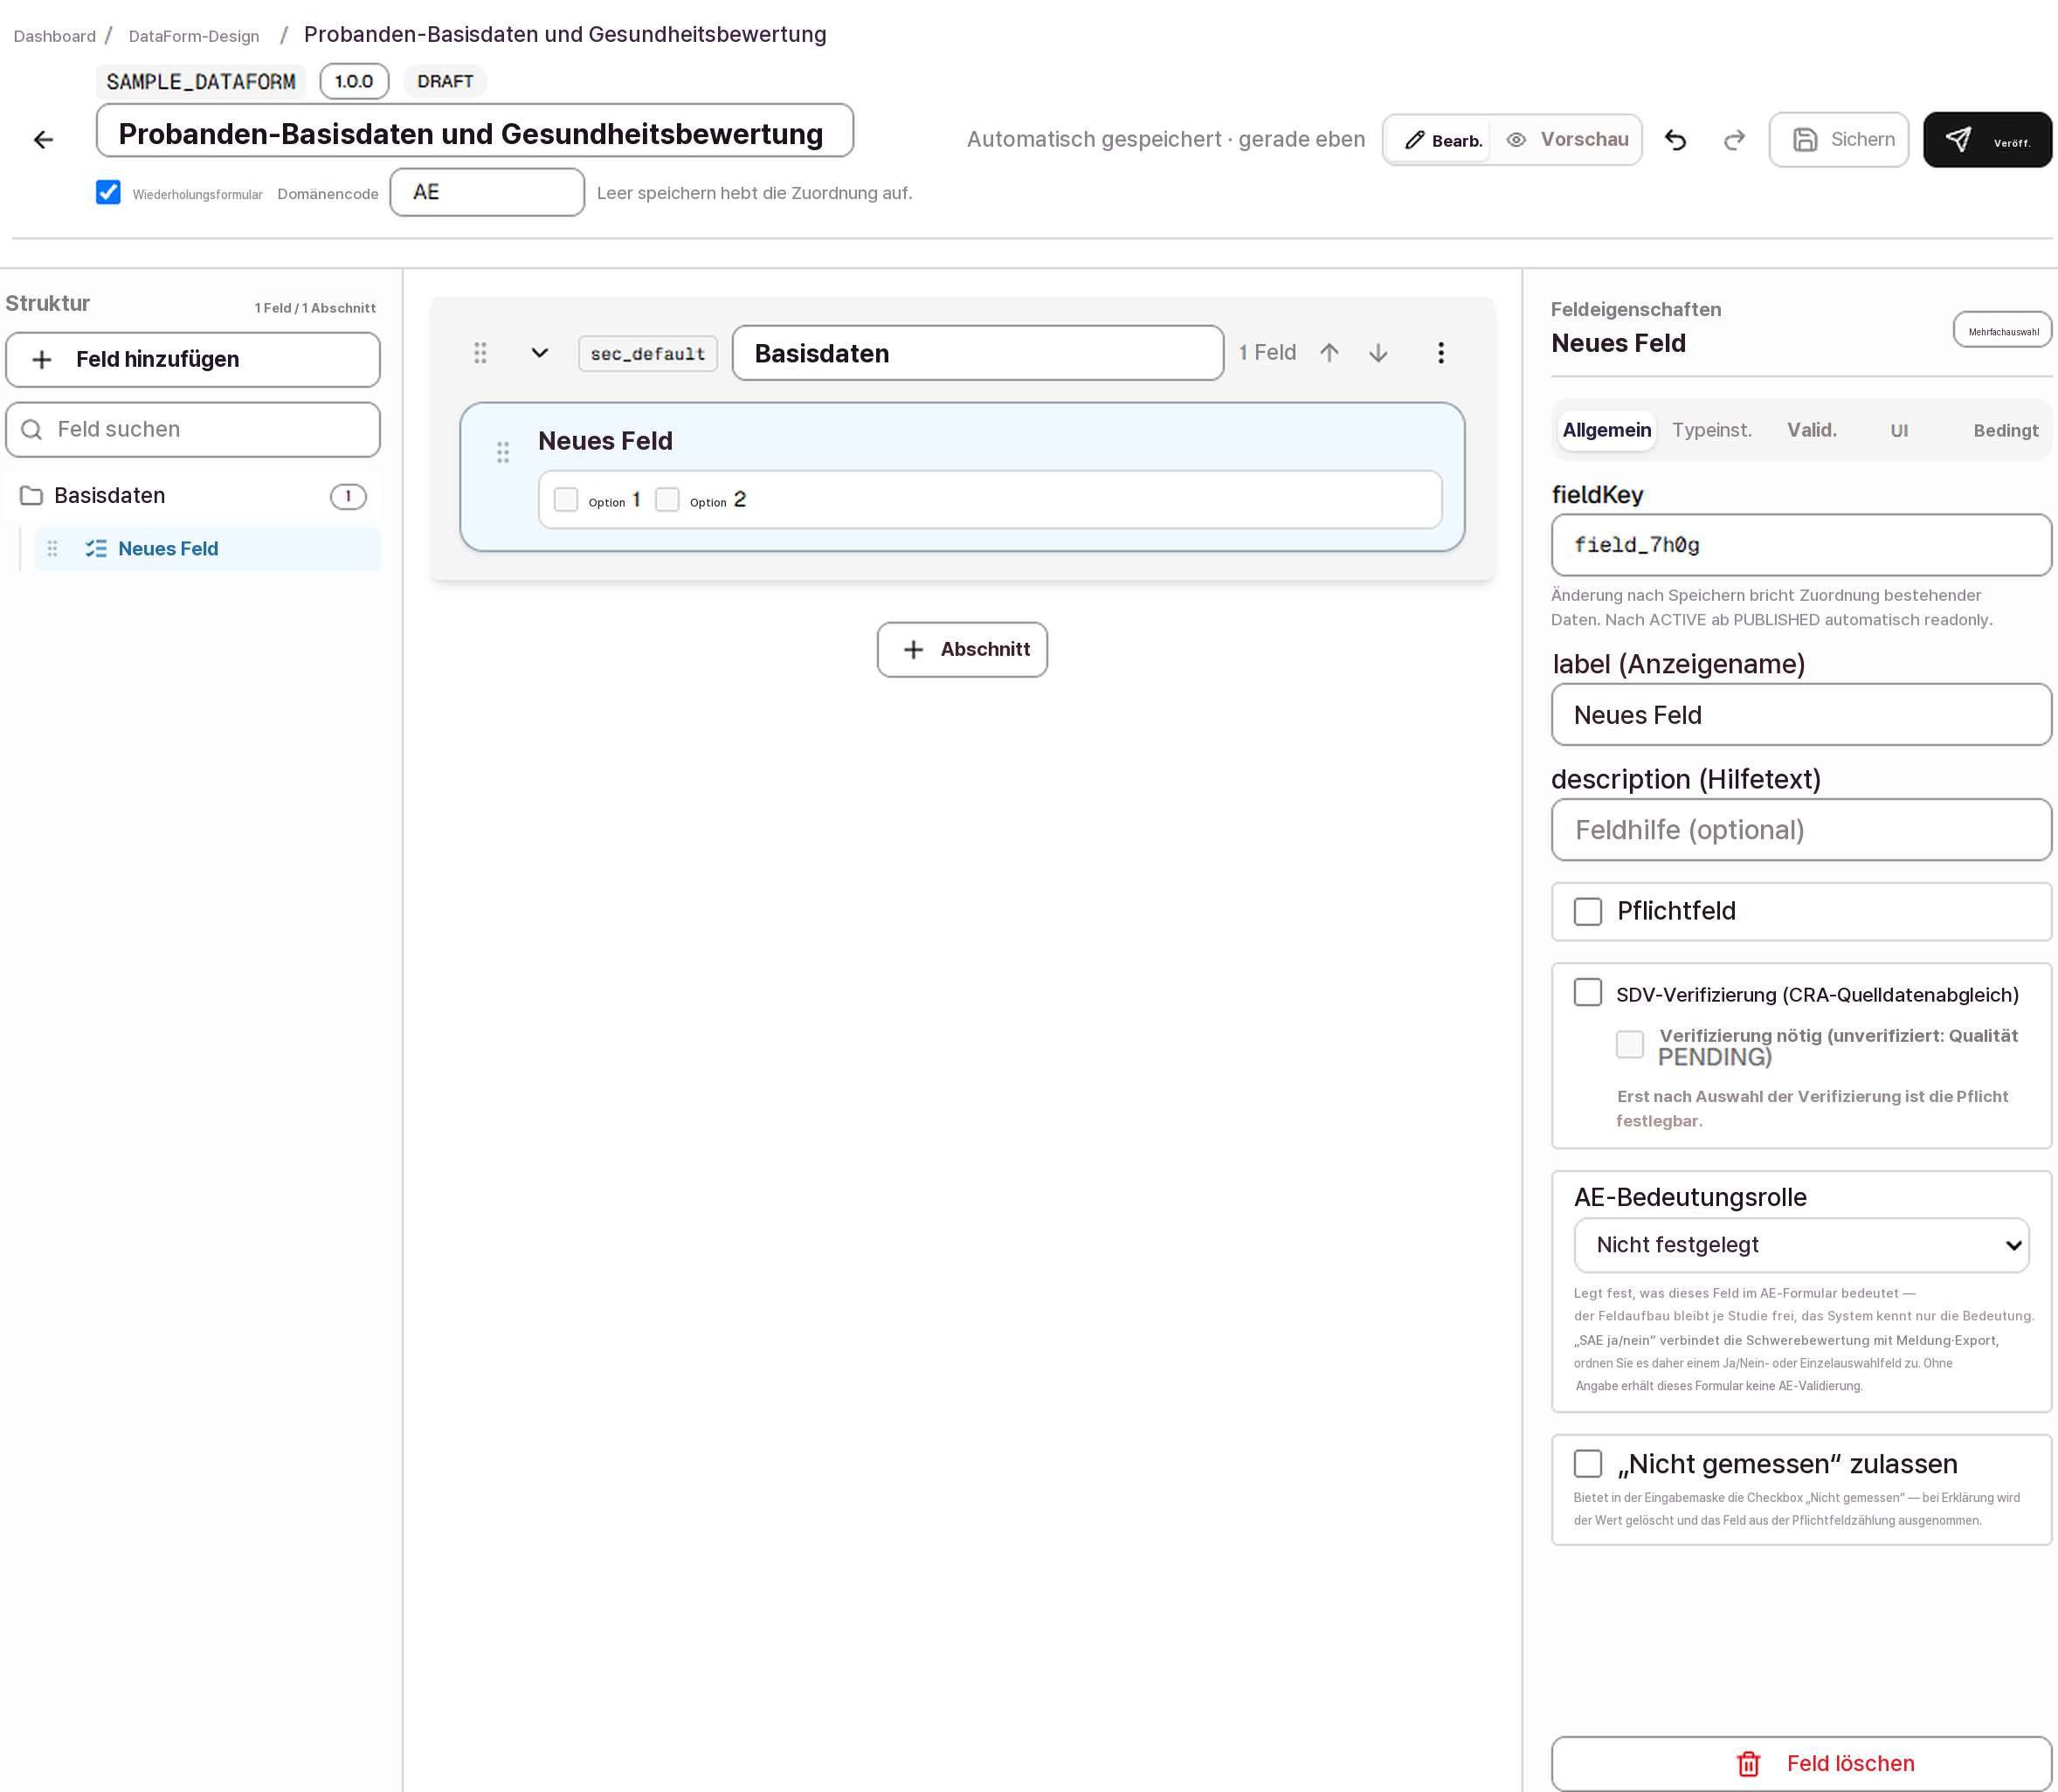 Dashboard / DataForm-Design / Probanden-Basisdaten und Gesundheitsbewertung
SAMPLE_DATAFORM 1.0.0 DRAFT
Probanden-Basisdaten und Gesundheitsbewertung
Automatisch gespeichert · gerade eben Bearb. Vorschau Sichern Veröff.
Wiederholungsformular Domänencode AE Leer speichern hebt die Zuordnung auf.
Struktur 1 Feld / 1 Abschnitt
Feld hinzufügen
Feld suchen
Basisdaten 1
Neues Feld
sec_default Basisdaten 1 Feld
Neues Feld
Option 1 Option 2
Abschnitt
Feldeigenschaften
Neues Feld Mehrfachauswahl
Allgemein Typeinst. Valid. UI Bedingt
fieldKey
field_7h0g
Änderung nach Speichern bricht Zuordnung bestehender
Daten. Nach ACTIVE ab PUBLISHED automatisch readonly.
label (Anzeigename)
Neues Feld
description (Hilfetext)
Feldhilfe (optional)
Pflichtfeld
SDV-Verifizierung (CRA-Quelldatenabgleich)
Verifizierung nötig (unverifiziert: Qualität
PENDING)
Erst nach Auswahl der Verifizierung ist die Pflicht
festlegbar.
AE-Bedeutungsrolle
Nicht festgelegt
Legt fest, was dieses Feld im AE-Formular bedeutet —
der Feldaufbau bleibt je Studie frei, das System kennt nur die Bedeutung.
„SAE ja/nein“ verbindet die Schwerebewertung mit Meldung·Export,
ordnen Sie es daher einem Ja/Nein- oder Einzelauswahlfeld zu. Ohne
Angabe erhält dieses Formular keine AE-Validierung.
„Nicht gemessen“ zulassen
Bietet in der Eingabemaske die Checkbox „Nicht gemessen“ — bei Erklärung wird
der Wert gelöscht und das Feld aus der Pflichtfeldzählung ausgenommen.
Feld löschen